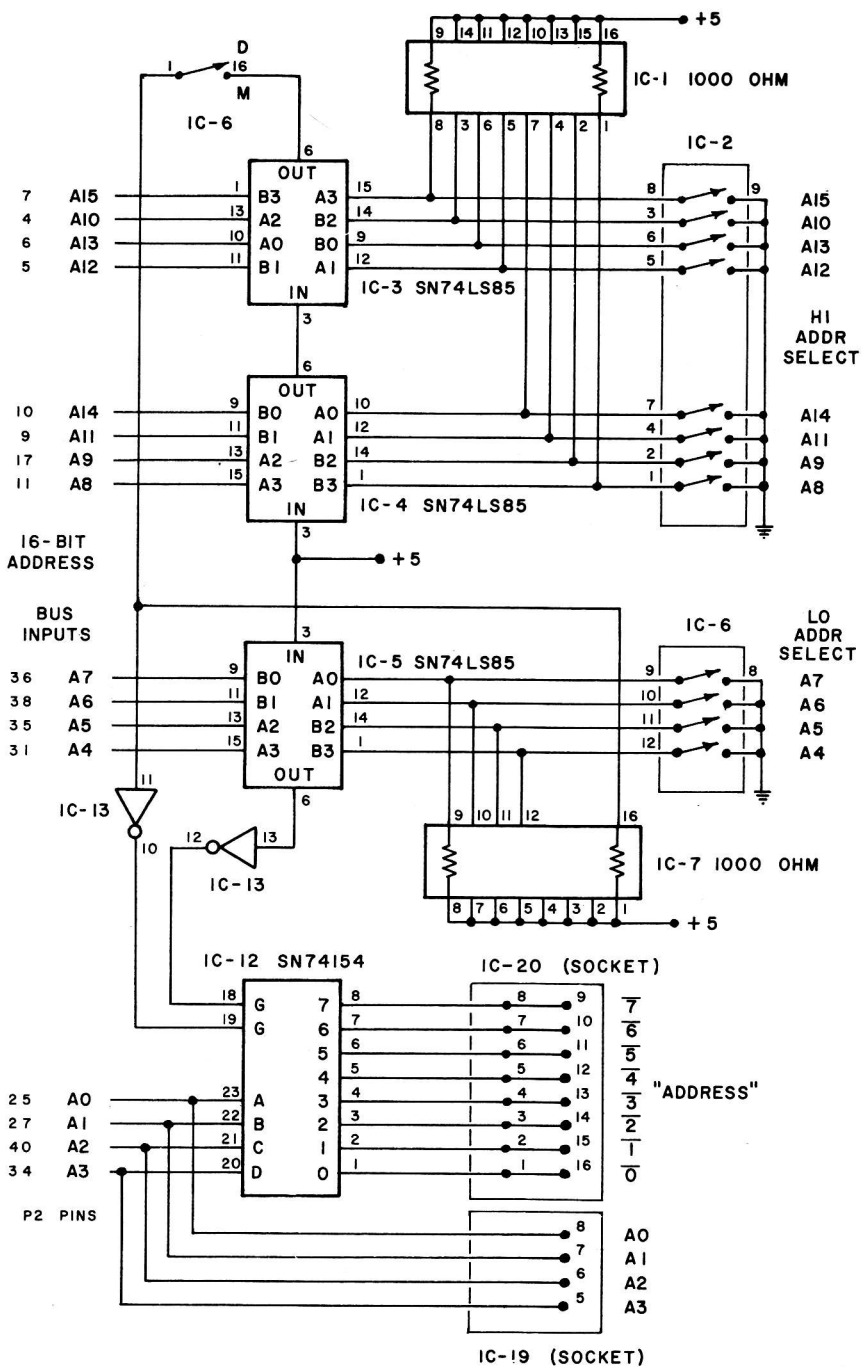 +5
9 14 11 12 10 13 15 16
IC-1 1000 OHM
8 3 6 5 7 4 2 1
D
1 16
M
IC-6
IC-2
6
OUT
7 A15 1 B3 A3 15 8 9 A15
4 A10 13 A2 B2 14 3 A10
6 A13 10 A0 B0 9 6 A13
5 A12 11 B1 A1 12 5 A12
IN
IC-3 SN74LS85
3
HI
ADDR
SELECT
6
OUT
10 A14 9 B0 A0 10 7 A14
9 A11 11 B1 A1 12 4 A11
17 A9 13 A2 B2 14 2 A9
11 A8 15 A3 B3 1 1 A8
IN
IC-4 SN74LS85
3
16-BIT
ADDRESS
+5
BUS
INPUTS
3
IN
IC-5 SN74LS85
IC-6
LO
ADDR
SELECT
36 A7 9 B0 A0 9 8 A7
38 A6 11 B1 A1 12 10 A6
35 A5 13 A2 B2 14 11 A5
31 A4 15 A3 B3 1 12 A4
OUT
6
11
IC-13
10
12 13
IC-13
9 10 11 12 16
IC-7 1000 OHM
8 7 6 5 4 3 2 1
+5
IC-12 SN74154
IC-20 (SOCKET)
18 G 7 8 8 9 7
19 G 6 7 7 10 6
5 6 6 11 5
4 5 5 12 4
25 A0 23 A 3 4 4 13 3
27 A1 22 B 2 3 3 14 2
40 A2 21 C 1 2 2 15 1
34 A3 20 D 0 1 1 16 0
"ADDRESS"
P2 PINS
8 A0
7 A1
6 A2
5 A3
IC-19 (SOCKET)